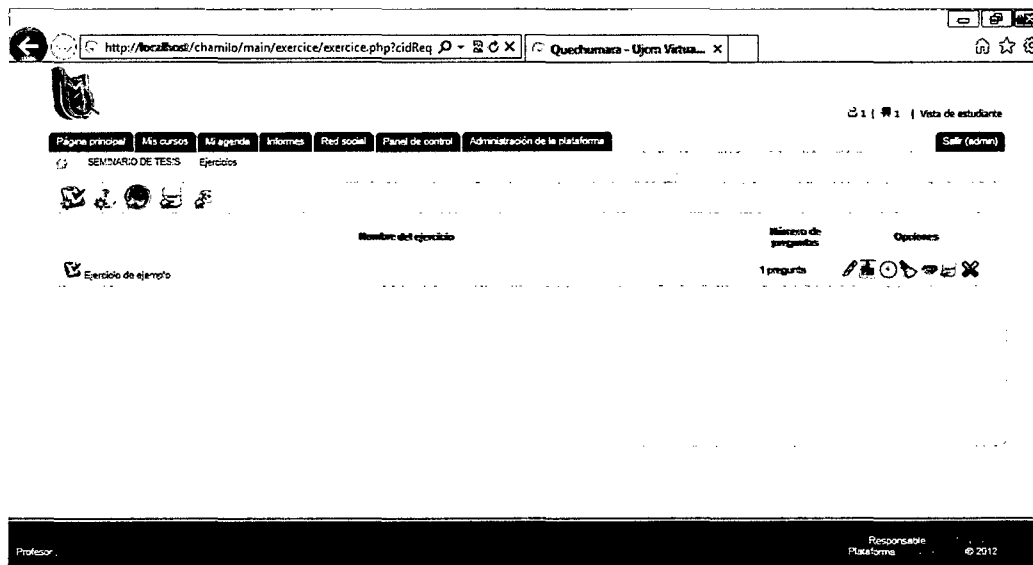 http://localhost/chamilo/main/exercice/exercice.php?cidReq
Quechumara - Ujcm Virtua... X
1 | 1 | Vista de estudiante
Página principal Mis cursos Mi agenda Informes Red social Panel de control Administración de la plataforma Salir (admin)
SEMINARIO DE TESIS Ejercicios
Nombre del ejercicio Número de preguntas Opciones
Ejercicio de ejemplo 1 pregunta
Profesor Responsable
Plataforma © 2012